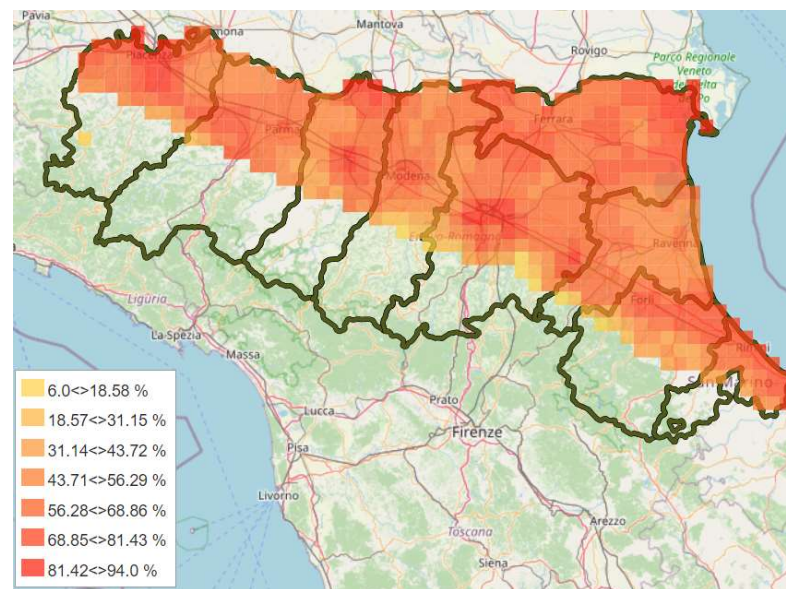 Pavia
Mantova
Rovigo
Parco Regionale
Veneto
Piacenza
Parma
Ferrara
Modena
Emilia-Romagna
Ravenna
Liguria
Forlì
La Spezia
Rimini
Massa
San Marino
6.0<>18.58 %
18.57<>31.15 %
31.14<>43.72 %
43.71<>56.29 %
56.28<>68.86 %
68.85<>81.43 %
81.42<>94.0 %
Lucca
Prato
Firenze
Pisa
Livorno
Arezzo
Toscana
Siena